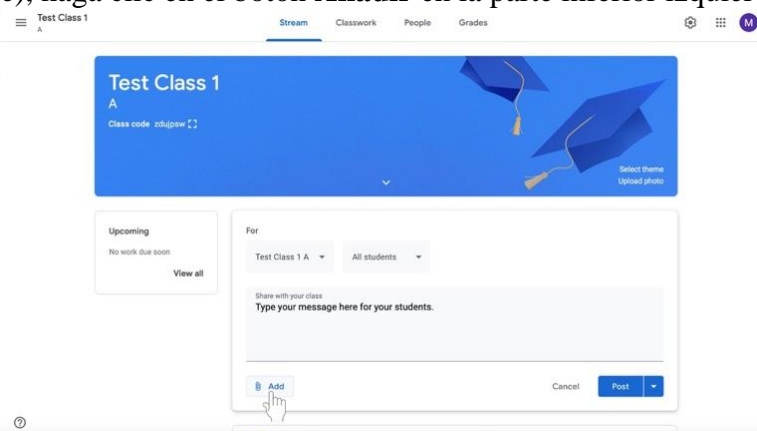 haga clic en el botón Añadir en la parte inferior
Test Class 1
A
Stream Classwork People Grades
M
Test Class 1
A
Class code zdujpsw
Select theme
Upload photo
Upcoming
No work due soon
View all
For
Test Class 1 A All students
Share with your class
Type your message here for your students.
Add Cancel Post